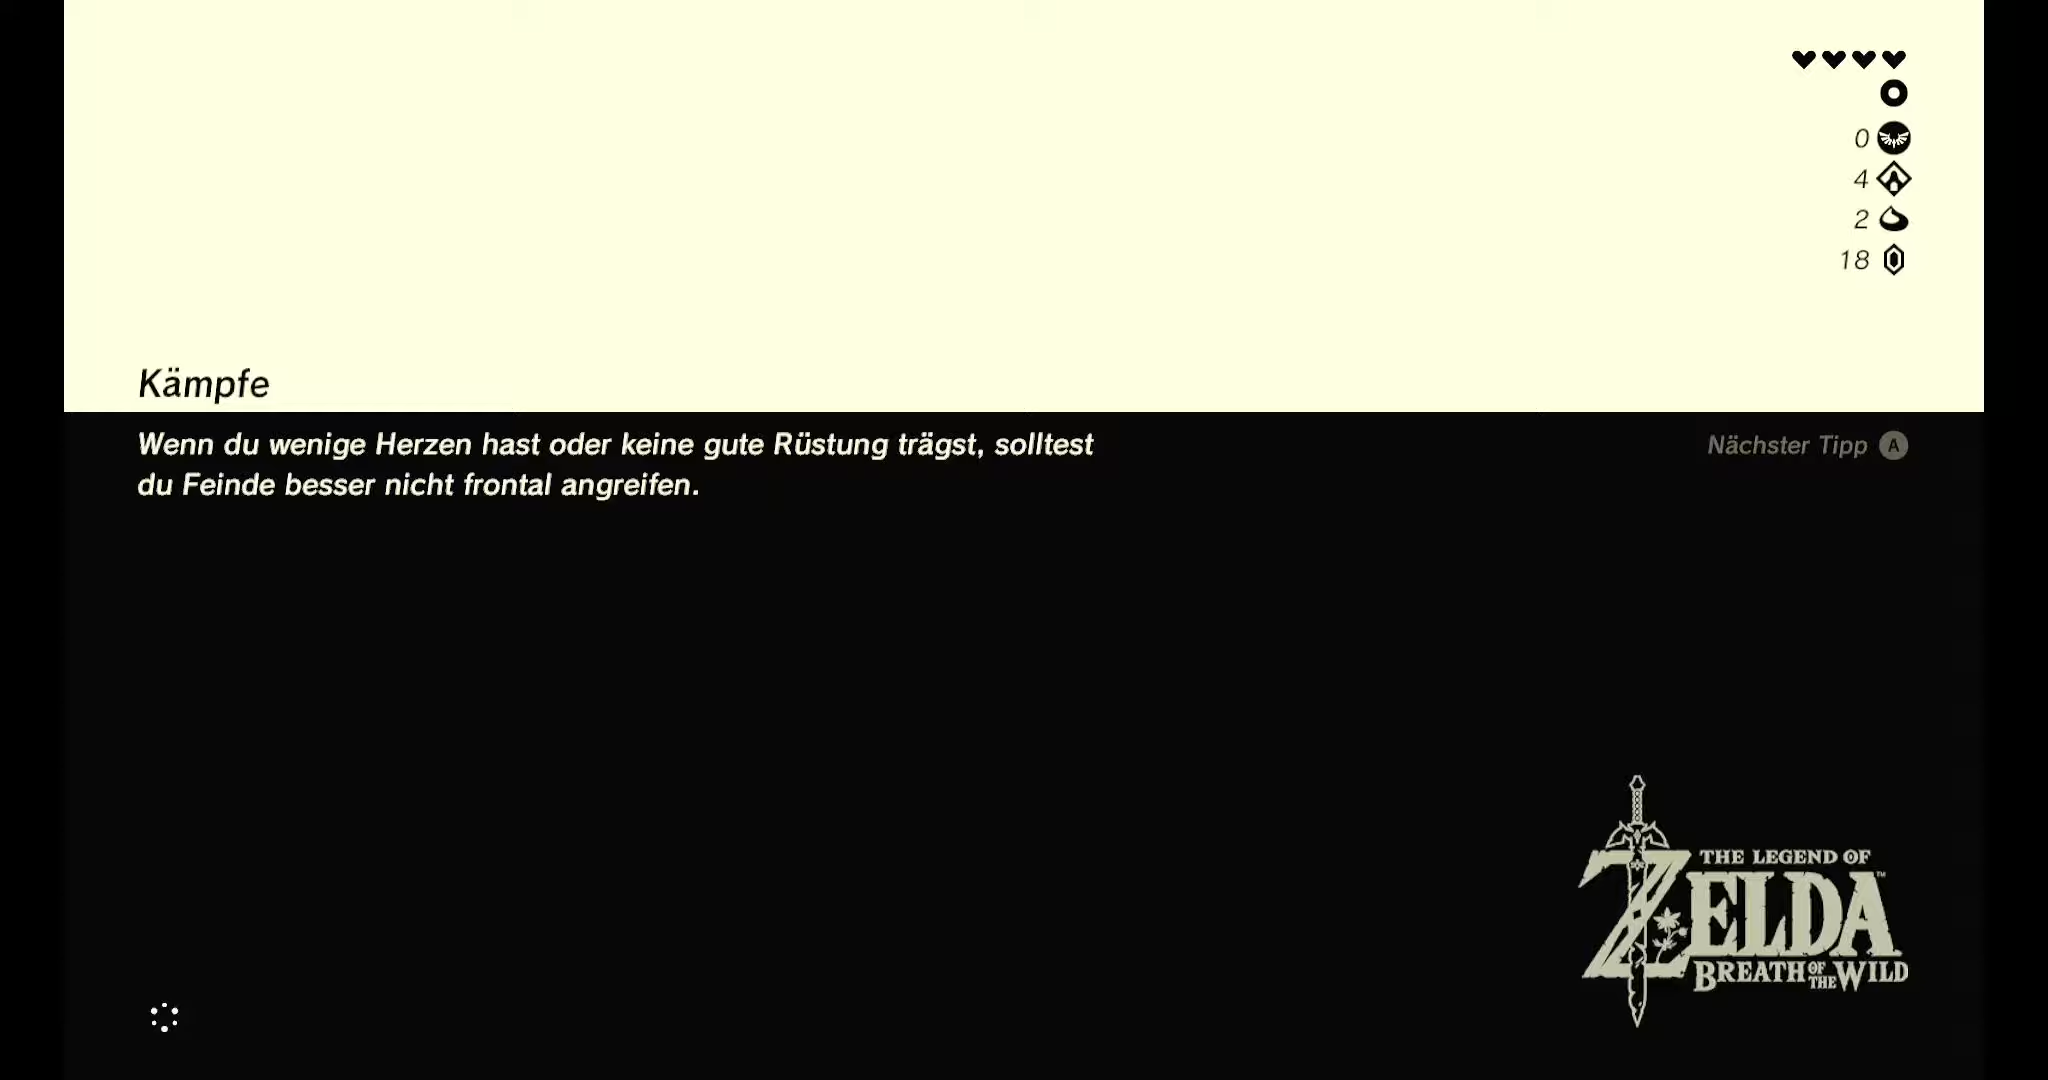 0
4
2
18
Kämpfe
Wenn du wenige Herzen hast oder keine gute Rüstung trägst, solltest
du Feinde besser nicht frontal angreifen.
Nächster Tipp A
THE LEGEND OF
ZELDA™
BREATH OF THE WILD